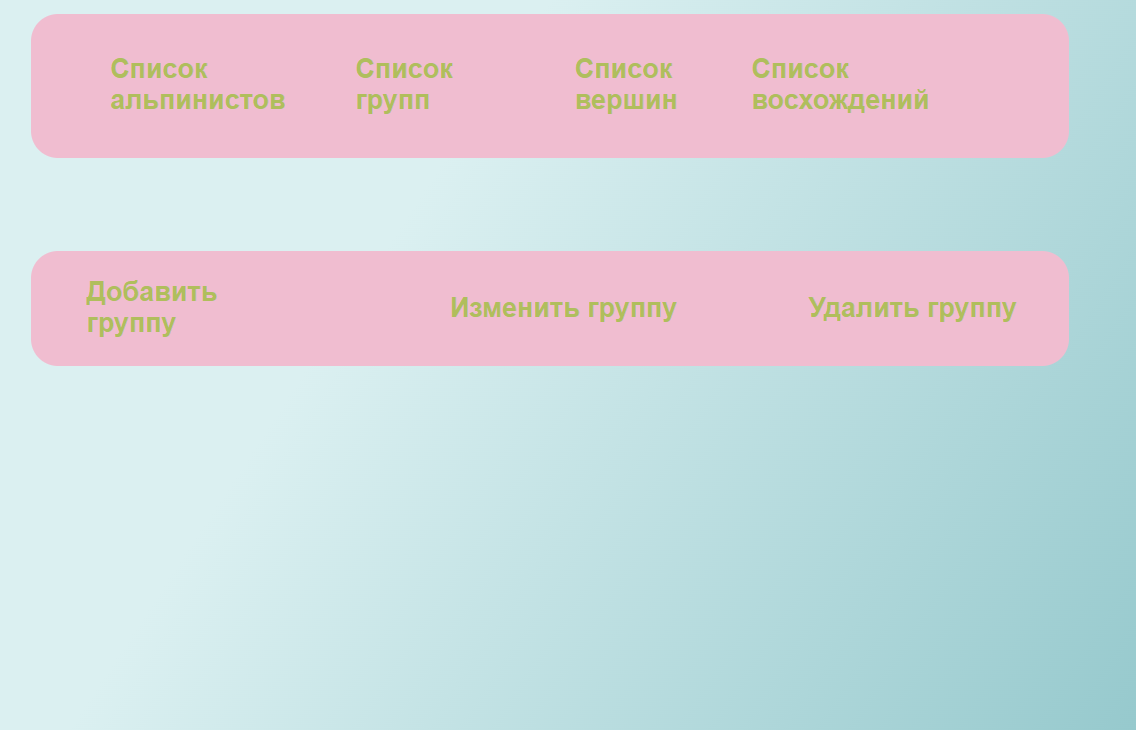 Список
альпинистов
Список
групп
Список
вершин
Список
восхождений
Добавить
группу
Изменить группу
Удалить группу